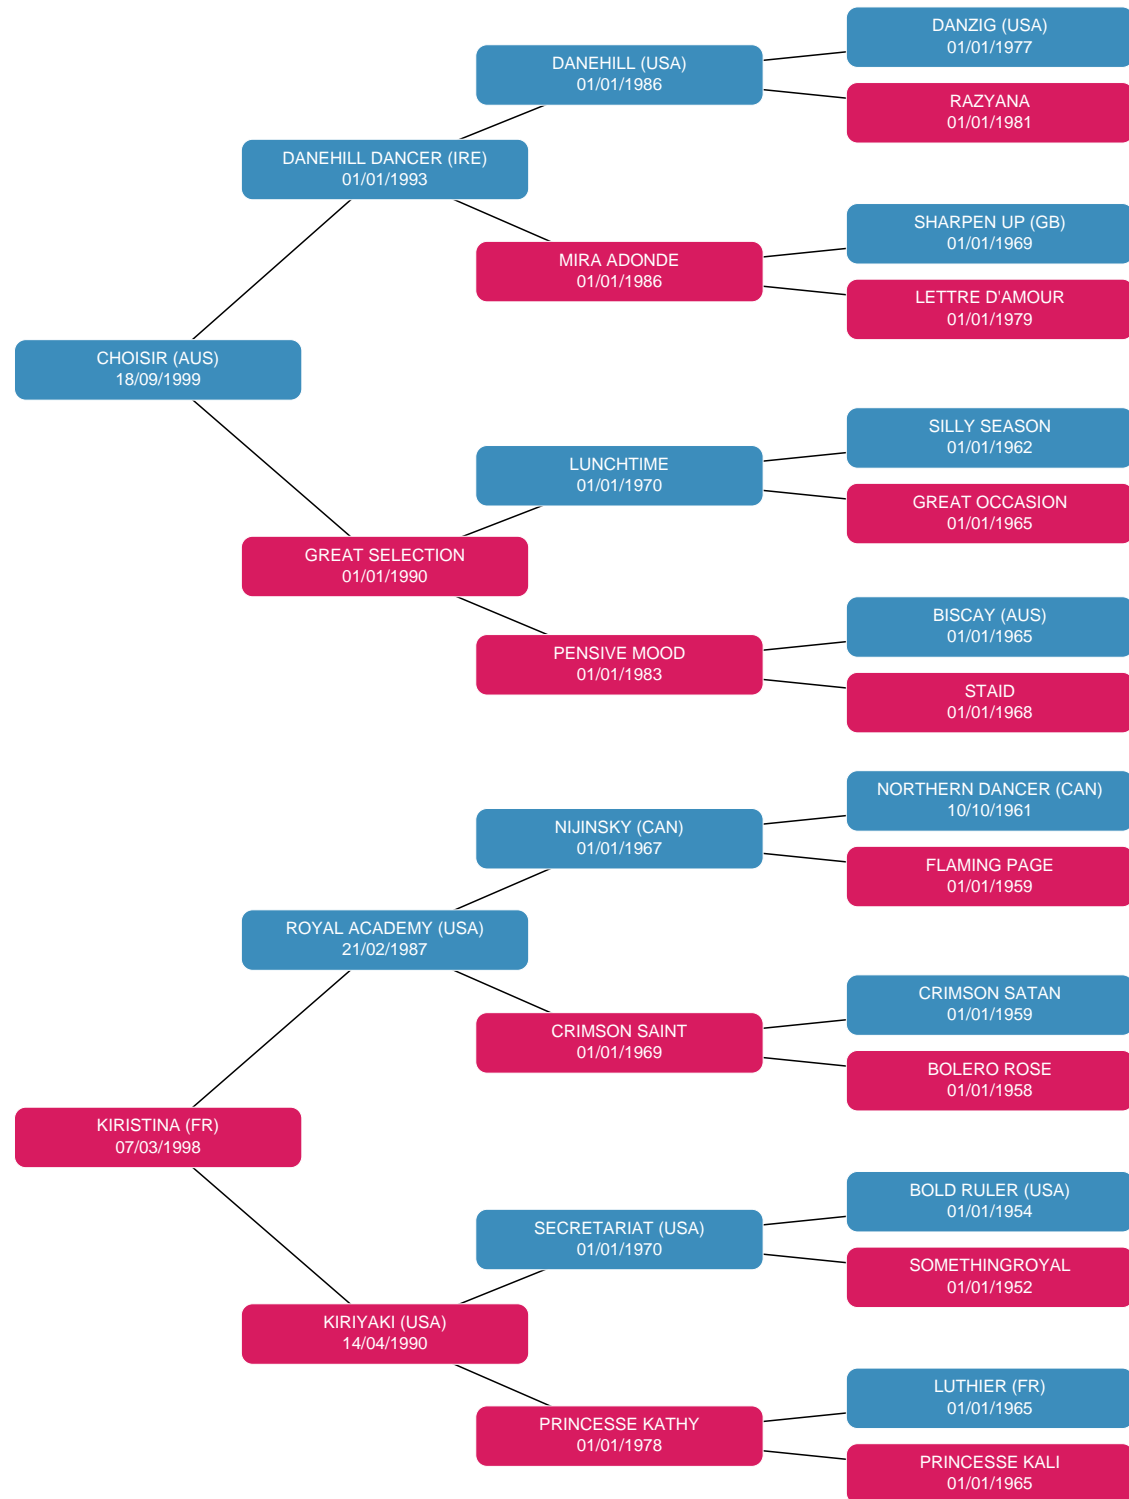 DANZIG (USA)
01/01/1977
DANEHILL (USA)
01/01/1986
RAZYANA
01/01/1981
DANEHILL DANCER (IRE)
01/01/1993
SHARPEN UP (GB)
01/01/1969
MIRA ADONDE
01/01/1986
LETTRE D'AMOUR
01/01/1979
CHOISIR (AUS)
18/09/1999
SILLY SEASON
01/01/1962
LUNCHTIME
01/01/1970
GREAT OCCASION
01/01/1965
GREAT SELECTION
01/01/1990
BISCAY (AUS)
01/01/1965
PENSIVE MOOD
01/01/1983
STAID
01/01/1968
NORTHERN DANCER (CAN)
10/10/1961
NIJINSKY (CAN)
01/01/1967
FLAMING PAGE
01/01/1959
ROYAL ACADEMY (USA)
21/02/1987
CRIMSON SATAN
01/01/1959
CRIMSON SAINT
01/01/1969
BOLERO ROSE
01/01/1958
KIRISTINA (FR)
07/03/1998
BOLD RULER (USA)
01/01/1954
SECRETARIAT (USA)
01/01/1970
SOMETHINGROYAL
01/01/1952
KIRIYAKI (USA)
14/04/1990
LUTHIER (FR)
01/01/1965
PRINCESSE KATHY
01/01/1978
PRINCESSE KALI
01/01/1965